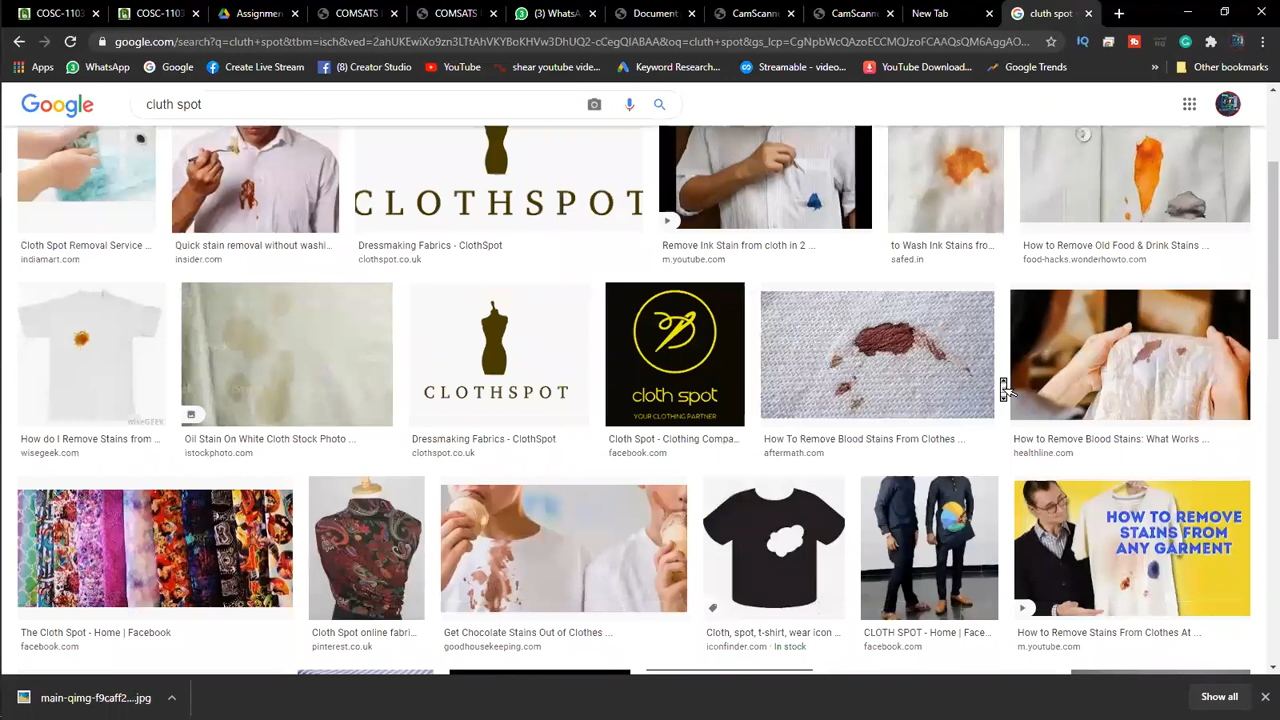 COSC-1103
COSC-1103
Assignmen
COMSATS
COMSATS
(3) WhatsA
Document
CamScanne
CamScanne
New Tab
cluth spot
google.com/search?q=cluth+spot&tbm=isch&ved=2ahUKEwiXo9zn3LTtAhVKYBoKHVw3DhUQ2-cCegQIABAA&oq=cluth+spot&gs_lcp=CgNpbWcQAzoECCMQJzoFCAAQsQM6AggAO...
Apps
WhatsApp
Google
Create Live Stream
(8) Creator Studio
YouTube
shear youtube vide...
Keyword Research...
Streamable - video...
YouTube Download...
Google Trends
»
Other bookmarks
Google
cluth spot
CLOTHSPOT
Cloth Spot Removal Service ...
indiamart.com
Quick stain removal without washi...
insider.com
Dressmaking Fabrics - ClothSpot
clothspot.co.uk
Remove Ink Stain from cloth in 2 ...
m.youtube.com
to Wash Ink Stains fro...
safed.in
How to Remove Old Food & Drink Stains ...
food-hacks.wonderhowto.com
wiseGEEK
CLOTHSPOT
cloth spot
YOUR CLOTHING PARTNER
How do I Remove Stains from ...
wisegeek.com
Oil Stain On White Cloth Stock Photo ...
istockphoto.com
Dressmaking Fabrics - ClothSpot
clothspot.co.uk
Cloth Spot - Clothing Compa...
facebook.com
How To Remove Blood Stains From Clothes ...
aftermath.com
How to Remove Blood Stains: What Works ...
healthline.com
HOW TO REMOVE
STAINS FROM
ANY GARMENT
The Cloth Spot - Home | Facebook
facebook.com
Cloth Spot online fabri...
pinterest.co.uk
Get Chocolate Stains Out of Clothes ...
goodhousekeeping.com
Cloth, spot, t-shirt, wear icon ...
iconfinder.com · In stock
CLOTH SPOT - Home | Face...
facebook.com
How to Remove Stains From Clothes At ...
m.youtube.com
main-qimg-f9caff2....jpg
Show all